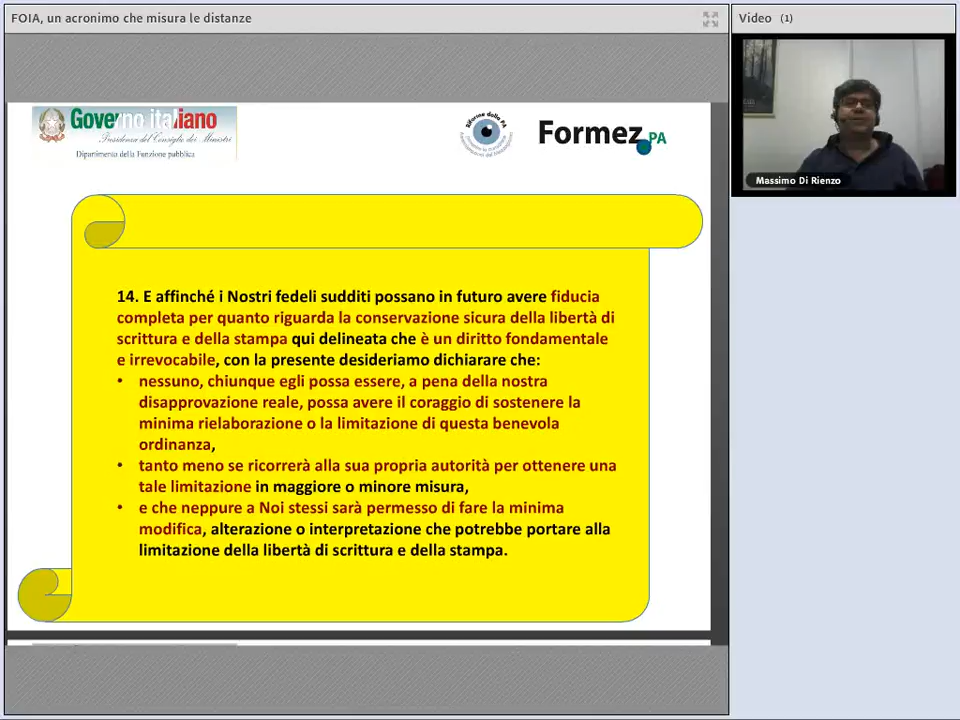 FOIA, un acronimo che misura le distanze
Video (1)
Governo italiano
Presidenza del Consiglio dei Ministri
Dipartimento della Funzione pubblica
Riforme delle PA
Formez PA
Massimo Di Rienzo
14. E affinché i Nostri fedeli sudditi possano in futuro avere fiducia
completa per quanto riguarda la conservazione sicura della libertà di
scrittura e della stampa qui delineata che è un diritto fondamentale
e irrevocabile, con la presente desideriamo dichiarare che:
• nessuno, chiunque egli possa essere, a pena della nostra
disapprovazione reale, possa avere il coraggio di sostenere la
minima rielaborazione o la limitazione di questa benevola
ordinanza,
• tanto meno se ricorrerà alla sua propria autorità per ottenere una
tale limitazione in maggiore o minore misura,
• e che neppure a Noi stessi sarà permesso di fare la minima
modifica, alterazione o interpretazione che potrebbe portare alla
limitazione della libertà di scrittura e della stampa.